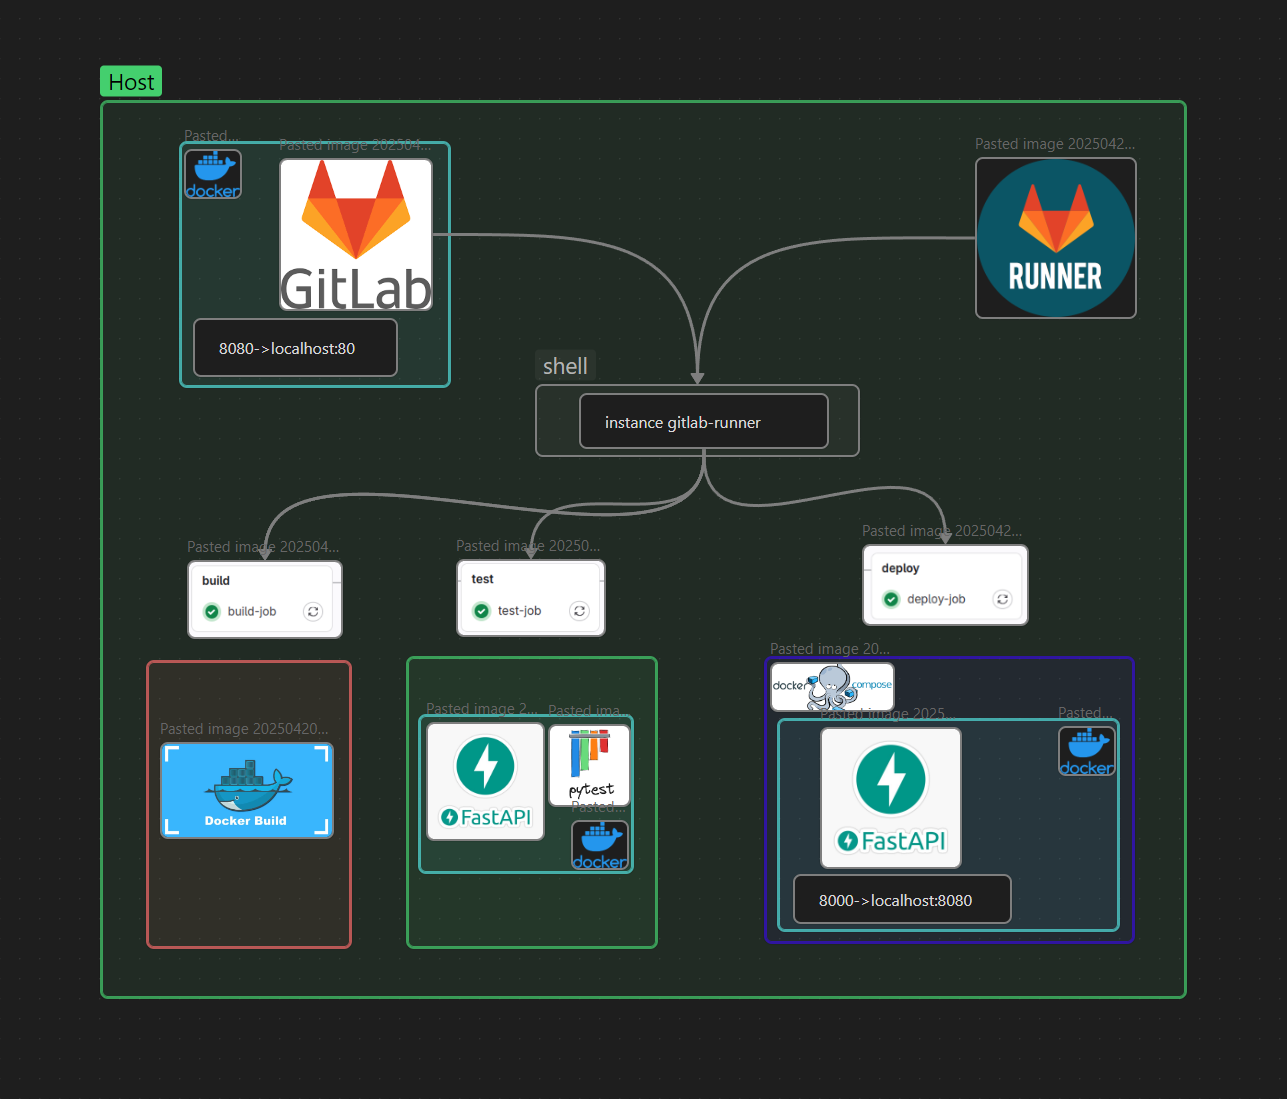 Host
Pasted...
Pasted image 202504...
docker
GitLab
8080->localhost:80
Pasted image 2025042...
RUNNER
shell
instance gitlab-runner
Pasted image 202504...
build
build-job
Pasted image 20250...
test
test-job
Pasted image 2025042...
deploy
deploy-job
Pasted image 20250420...
Docker Build
Pasted image 2...
FastAPI
Pasted ima...
pytest
Pasted...
docker
Pasted image 20...
docker
compose
Pasted image 2025...
FastAPI
Pasted...
docker
8000->localhost:8080